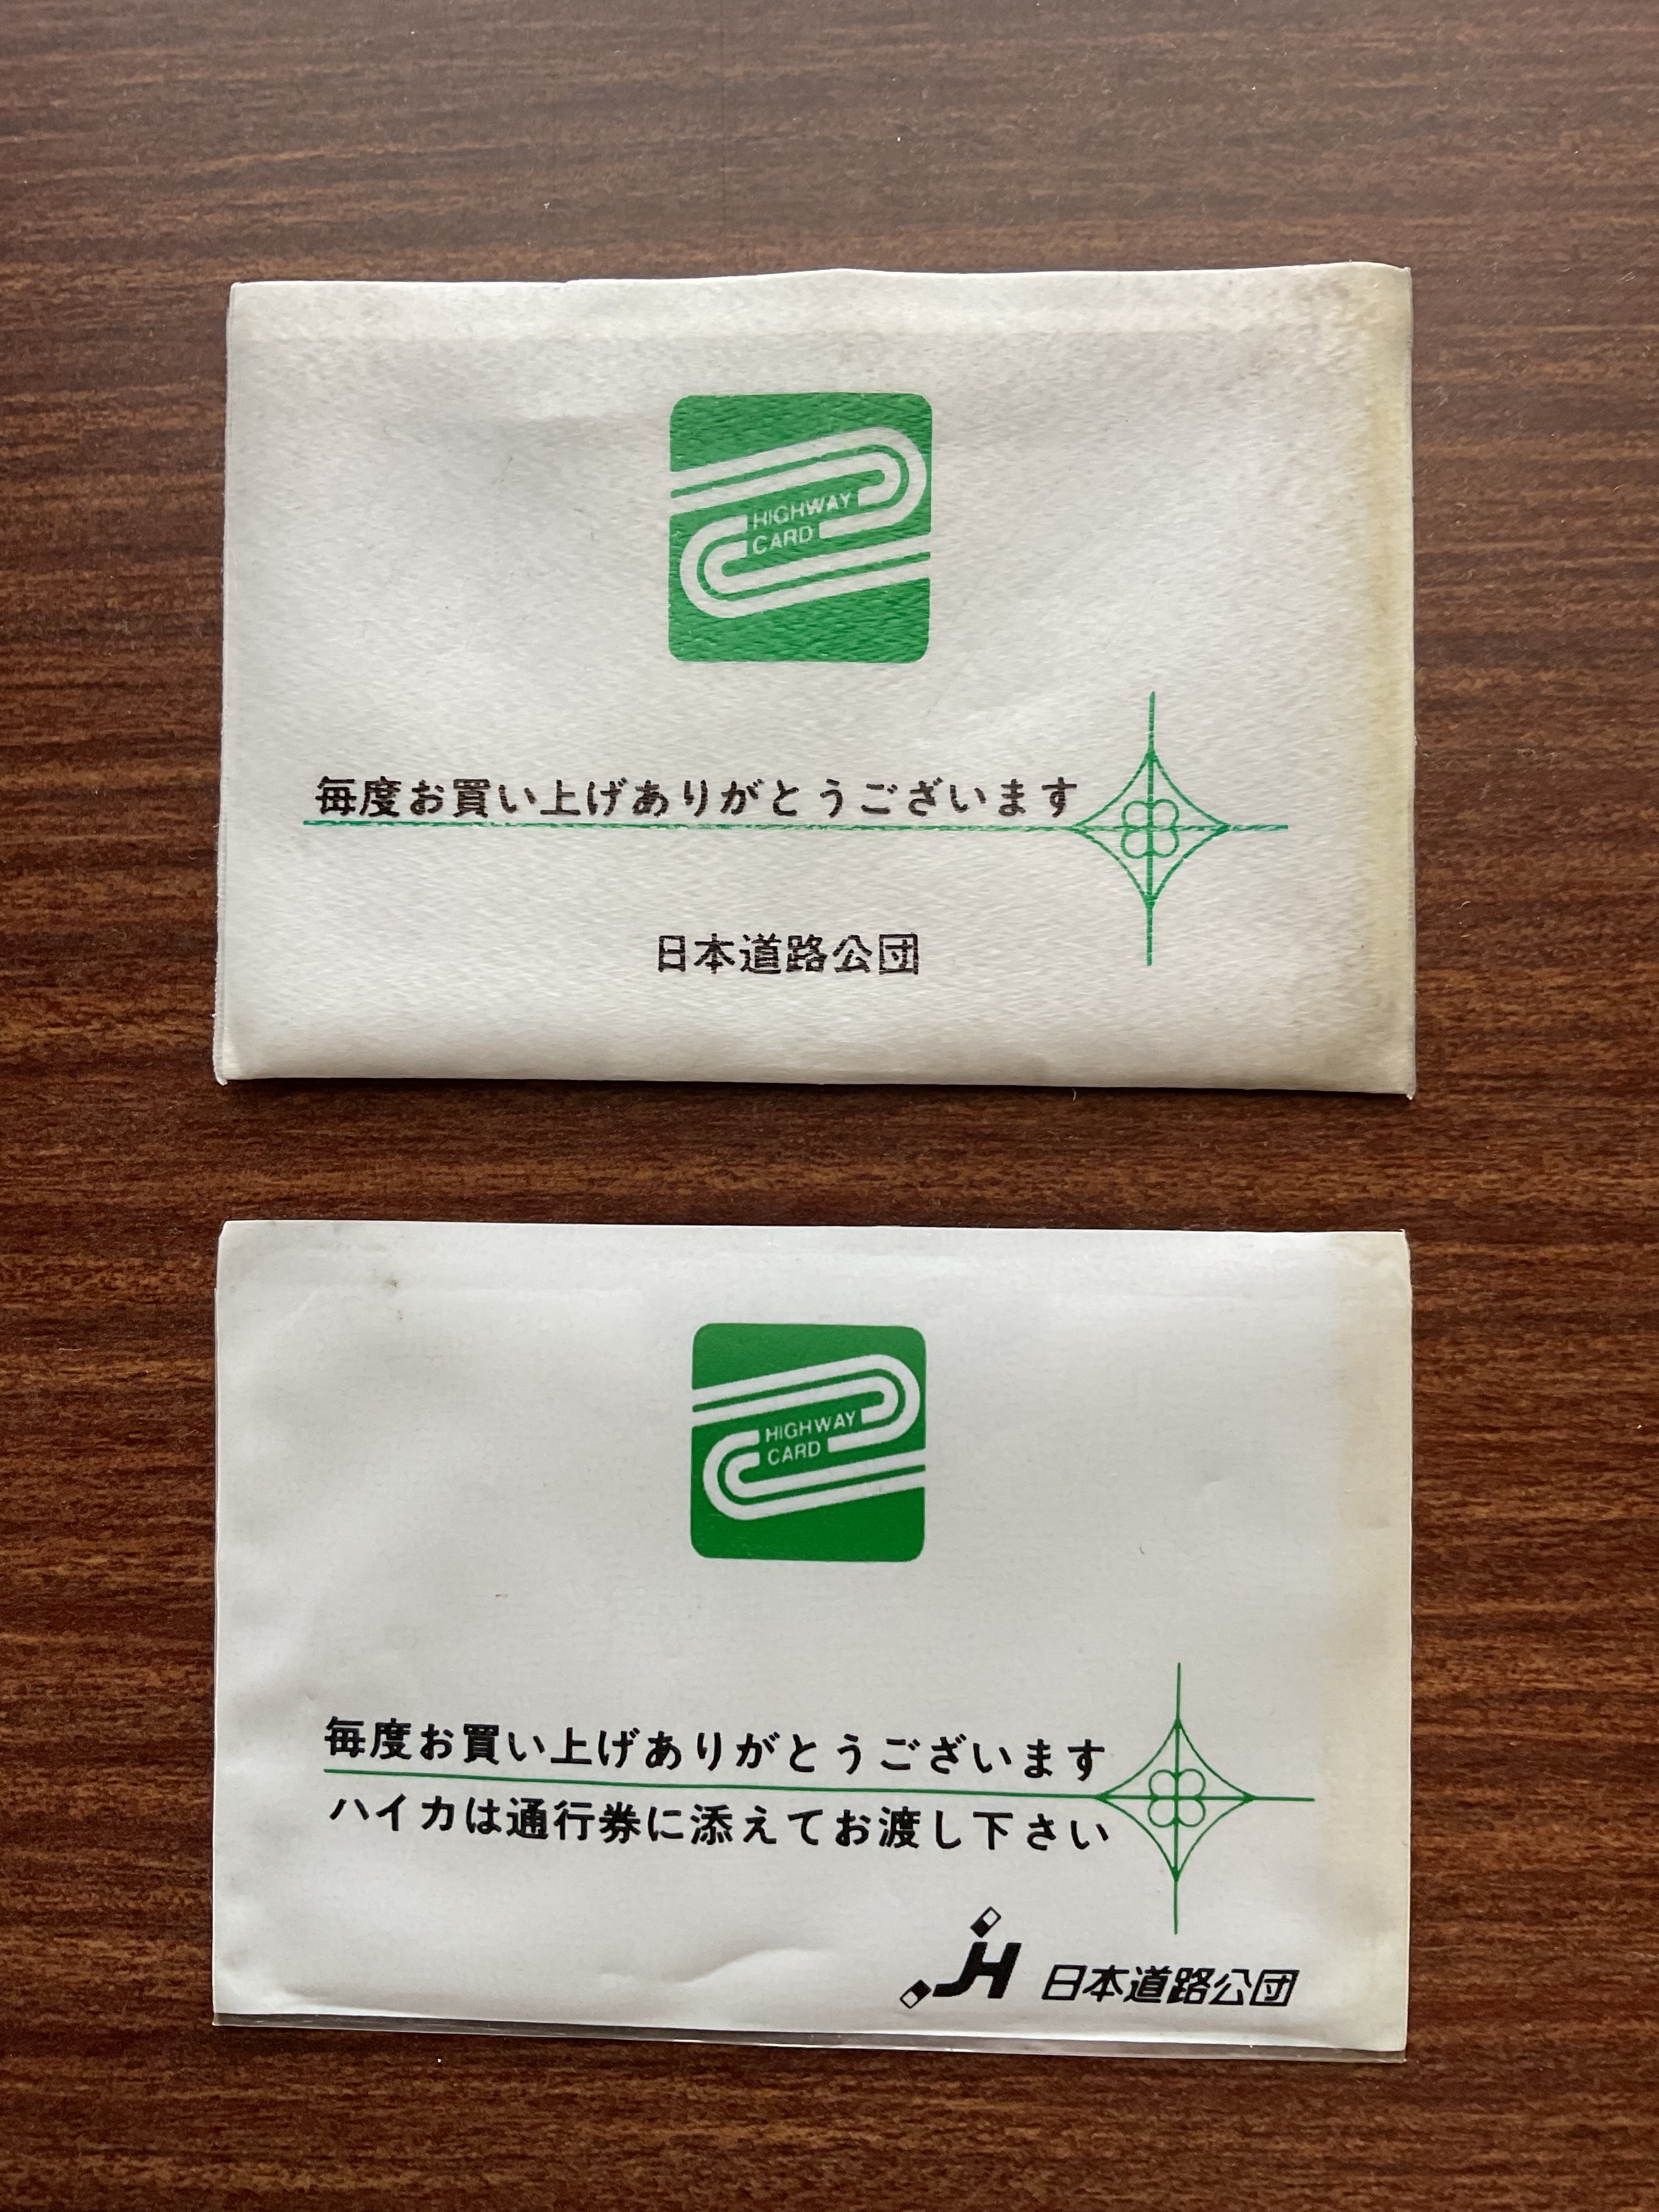 HIGHWAY
CARD
毎度お買い上げありがとうございます
日本道路公団
HIGHWAY
CARD
毎度お買い上げありがとうございます
ハイカは通行券に添えてお渡し下さい
JH 日本道路公団